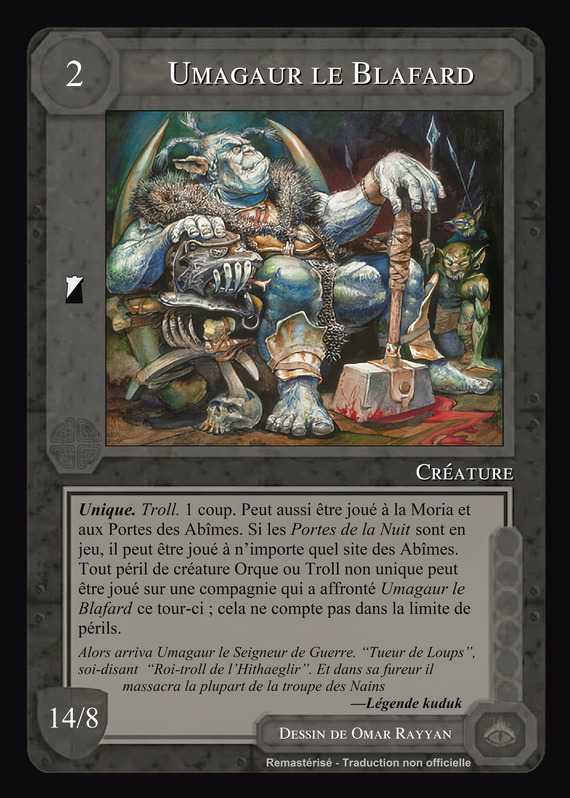 2
UMAGAUR LE BLAFARD
CRÉATURE
Unique. Troll. 1 coup. Peut aussi être joué à la Moria et
aux Portes des Abîmes. Si les Portes de la Nuit sont en
jeu, il peut être joué à n’importe quel site des Abîmes.
Tout péril de créature Orque ou Troll non unique peut
être joué sur une compagnie qui a affronté Umagaur le
Blafard ce tour-ci ; cela ne compte pas dans la limite de
périls.
Alors arriva Umagaur le Seigneur de Guerre. “Tueur de Loups”,
soi-disant “Roi-troll de l’Hithaeglir”. Et dans sa fureur il
massacra la plupart de la troupe des Nains
—Légende kuduk
14/8
DESSIN DE OMAR RAYYAN
Remastérisé - Traduction non officielle